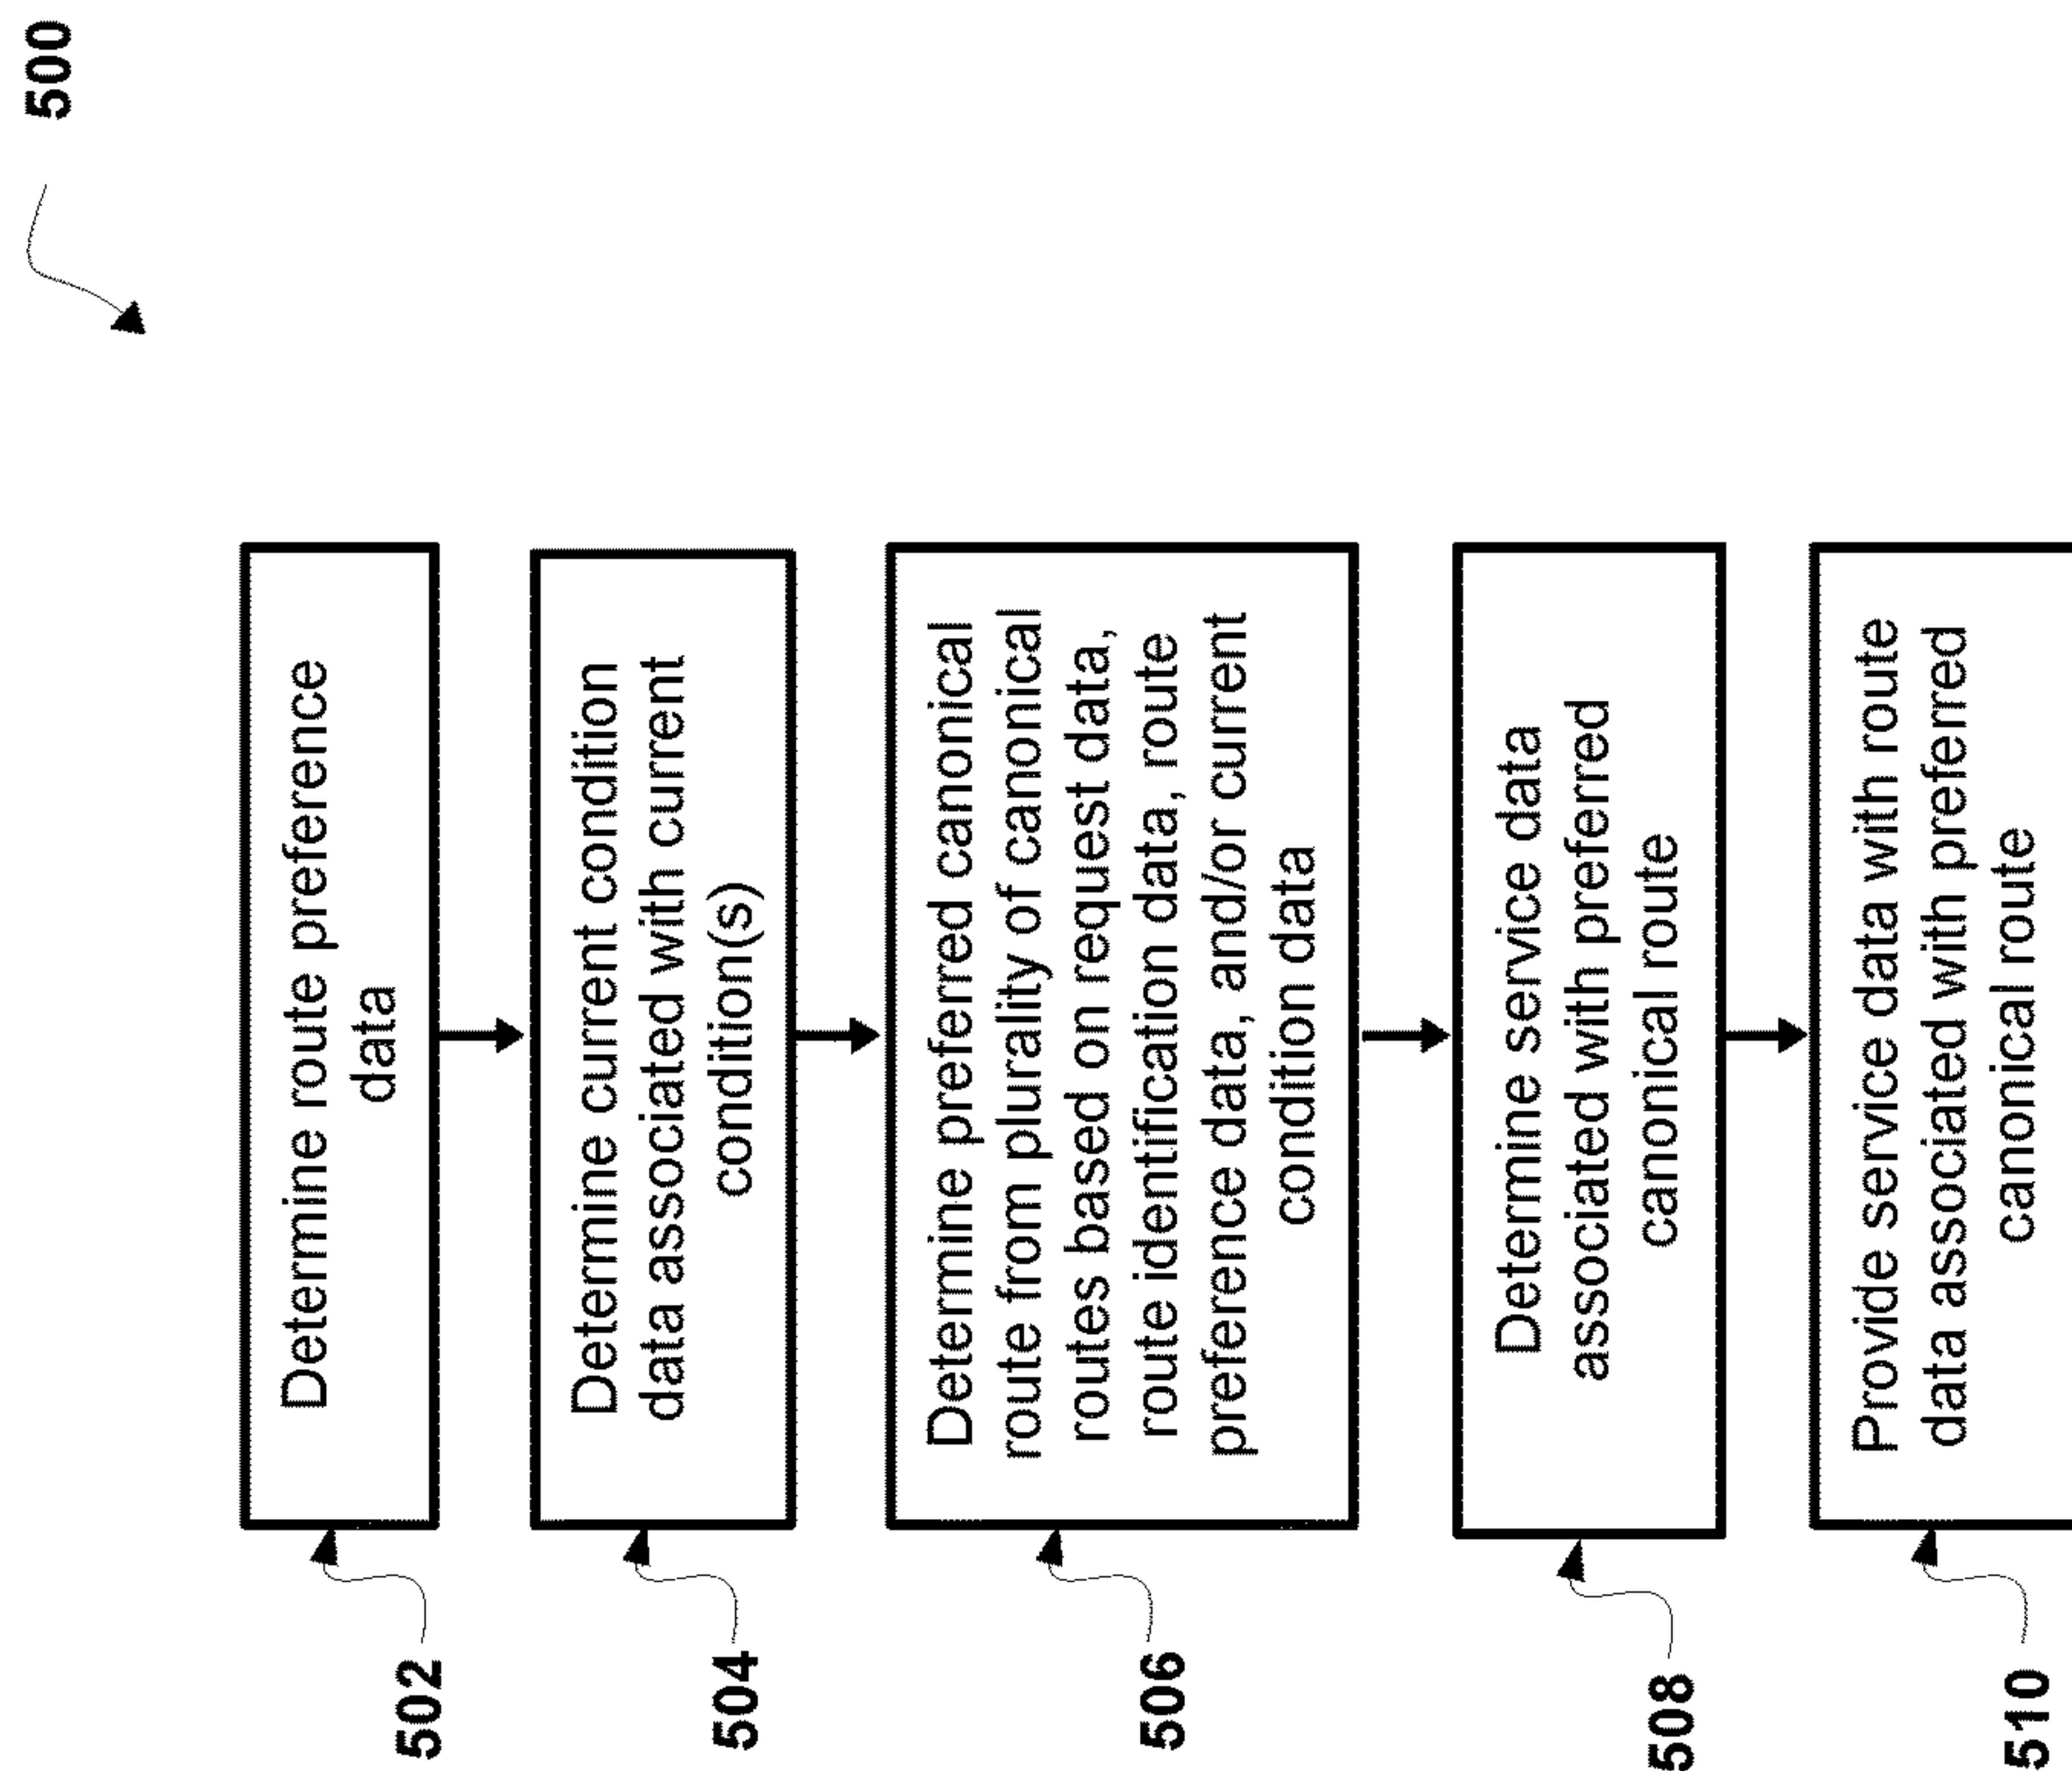 500
502
Determine route preference
data
504
Determine current condition
data associated with current
condition(s)
506
Determine preferred canonical
route from plurality of canonical
routes based on request data,
route identification data, route
preference data, and/or current
condition data
508
Determine service data
associated with preferred
canonical route
510
Provide service data with route
data associated with preferred
canonical route